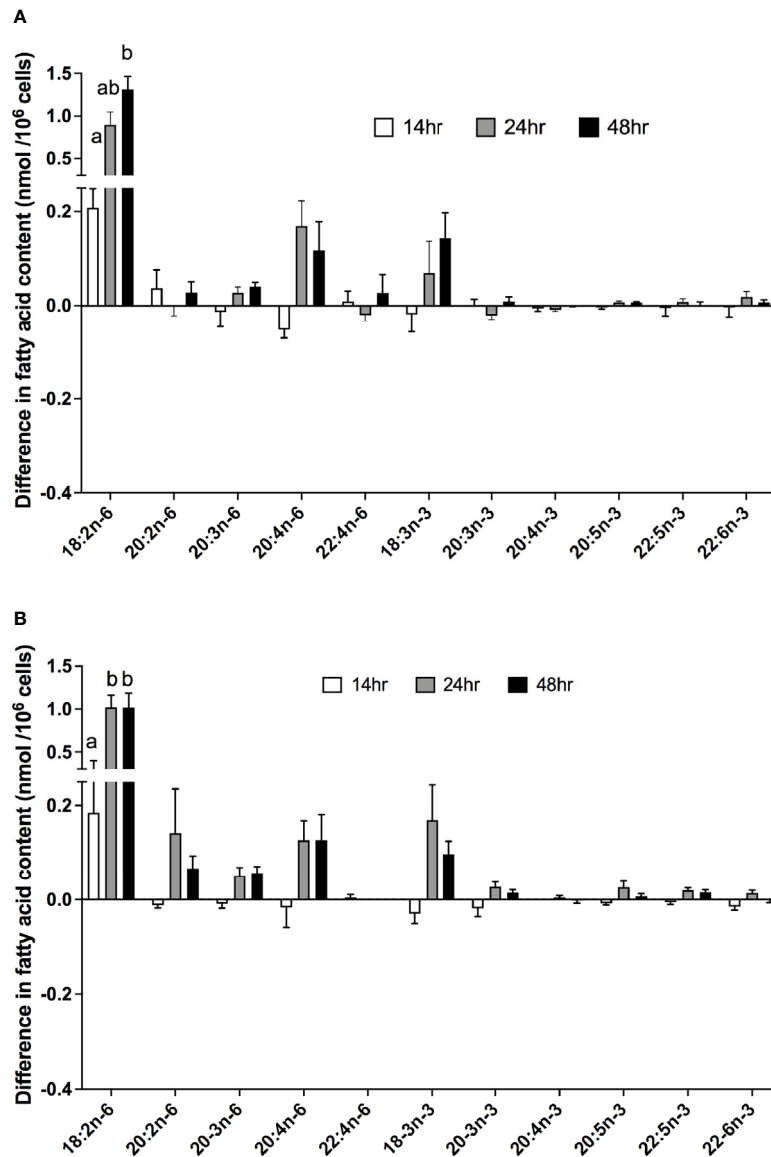 A
Difference in fatty acid content (nmol /10⁶ cells)
1.5
1.0
0.5
0.2
0.0
-0.2
-0.4
a
ab
b
14hr
24hr
48hr
18:2n-6
20:2n-6
20:3n-6
20:4n-6
22:4n-6
18:3n-3
20:3n-3
20:4n-3
20:5n-3
22:5n-3
22:6n-3
B
Difference in fatty acid content (nmol /10⁶ cells)
1.5
1.0
0.5
0.2
0.0
-0.2
-0.4
a
b
b
14hr
24hr
48hr
18:2n-6
20:2n-6
20-3n-6
20:4n-6
22:4n-6
18-3n-3
20-3n-3
20:4n-3
20:5n-3
22:5n-3
22-6n-3